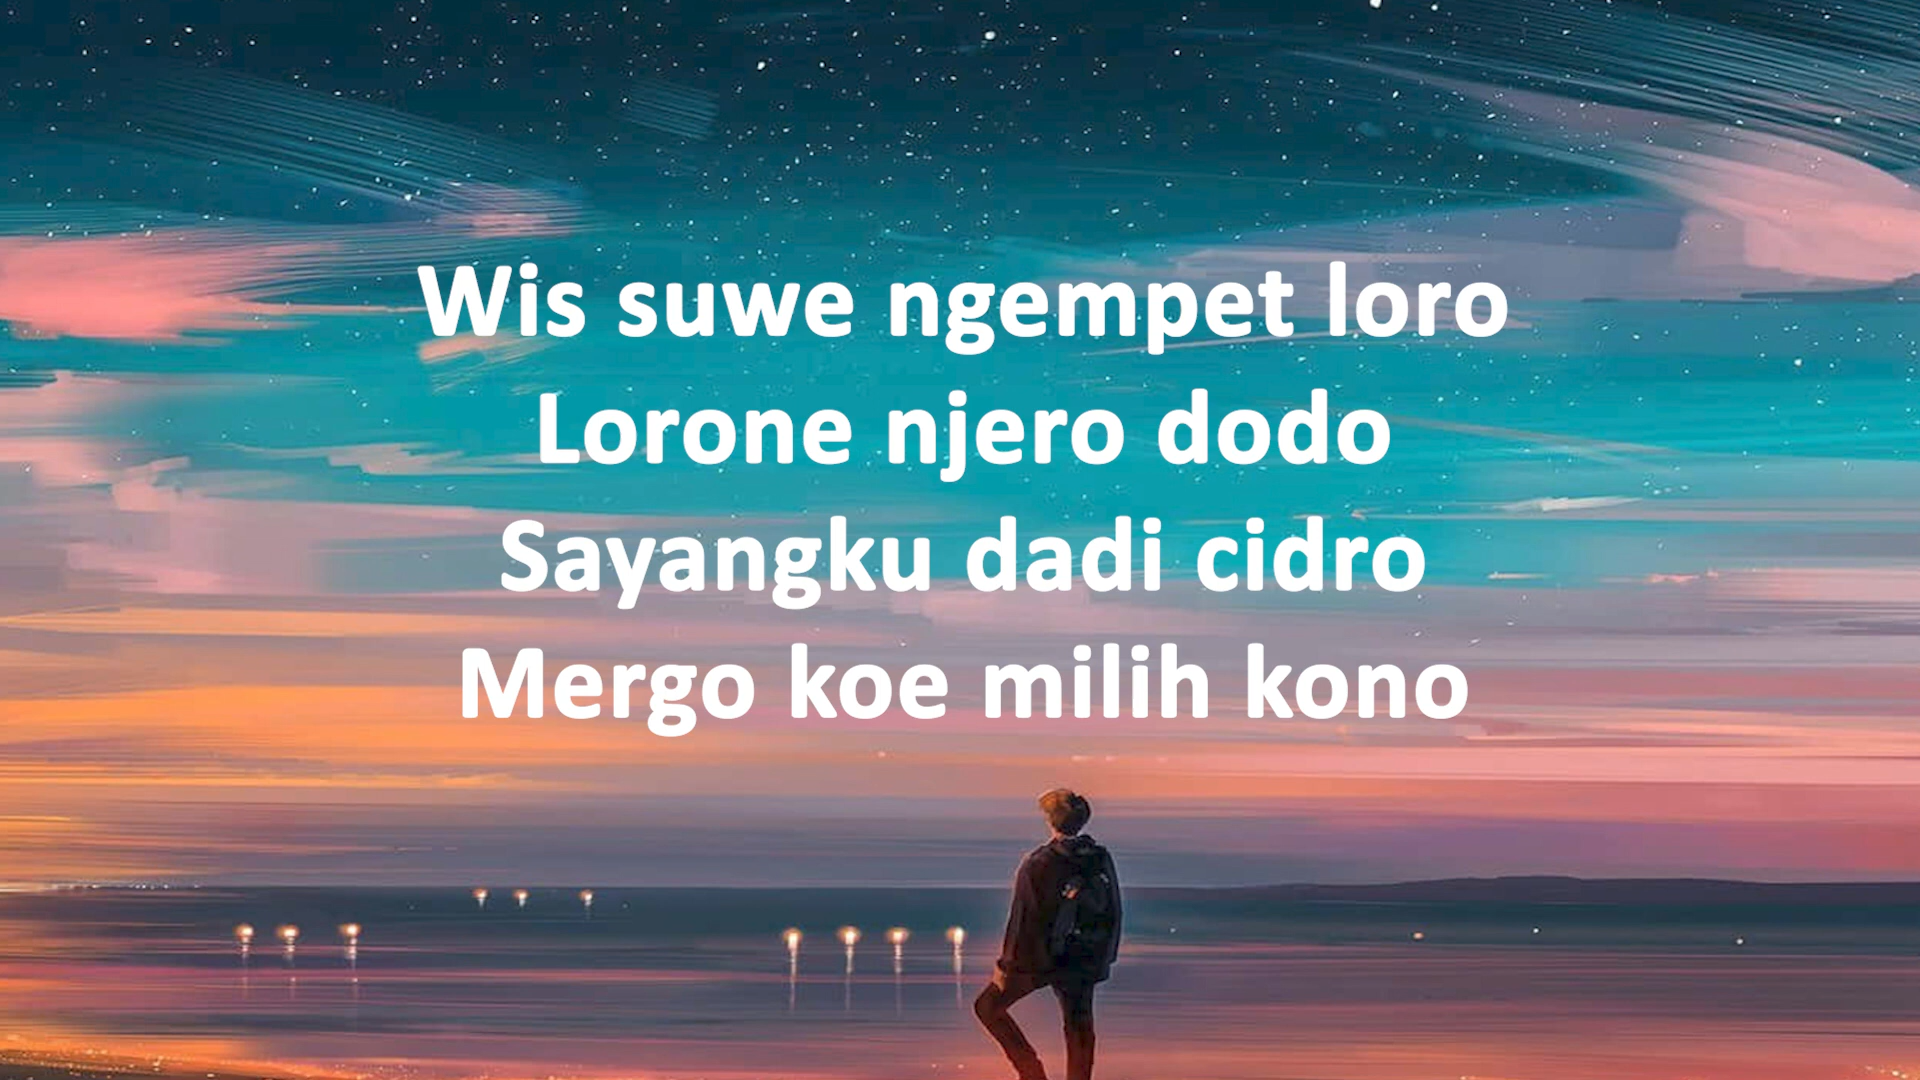 Wis suwe ngempet loro
Lorone njero dodo
Sayangku dadi cidro
Mergo koe milih kono